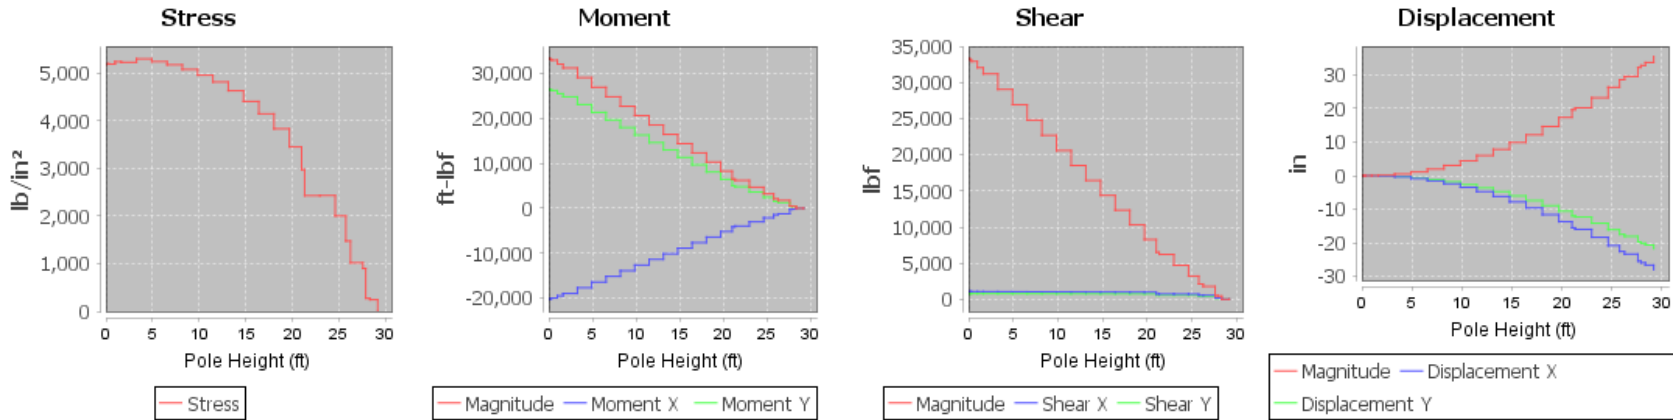 Stress
lb/in²
5,000
4,000
3,000
2,000
1,000
0
0 5 10 15 20 25 30
Pole Height (ft)
Stress
Moment
ft-lbf
30,000
20,000
10,000
0
-10,000
-20,000
0 5 10 15 20 25 30
Pole Height (ft)
Magnitude Moment X Moment Y
Shear
lbf
35,000
30,000
25,000
20,000
15,000
10,000
5,000
0
0 5 10 15 20 25 30
Pole Height (ft)
Magnitude Shear X Shear Y
Displacement
in
30
20
10
0
-10
-20
-30
0 5 10 15 20 25 30
Pole Height (ft)
Magnitude Displacement X
Displacement Y